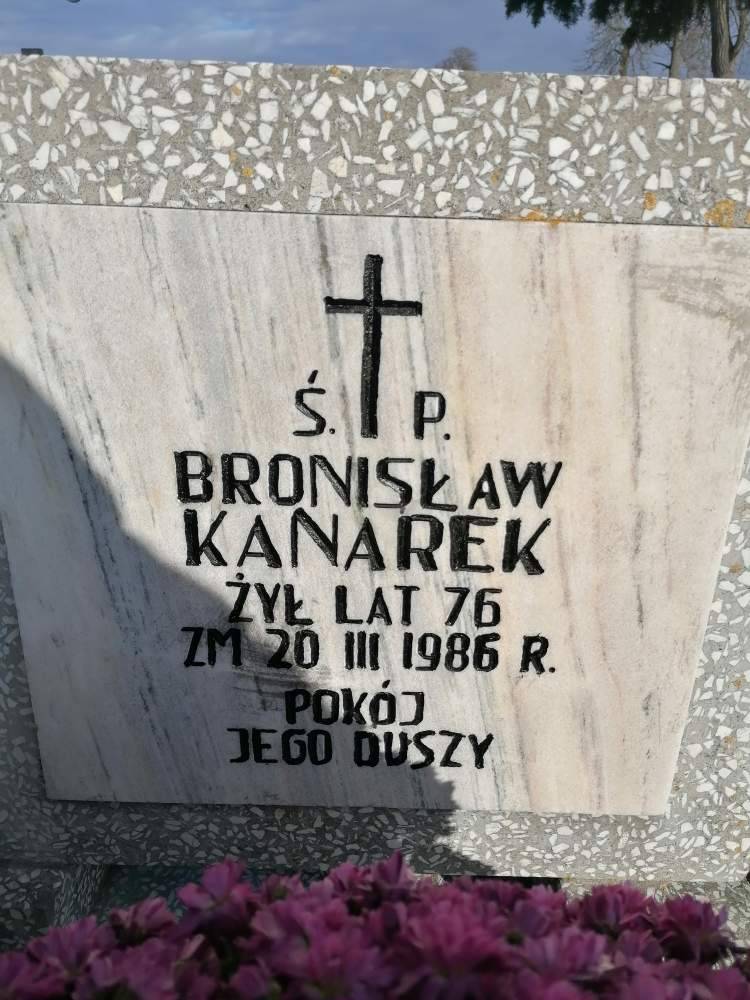 Ś. P.
BRONISŁAW
KANAREK
ŻYŁ LAT 76
ZM 20 III 1986 R.
POKÓJ
JEGO DUSZY